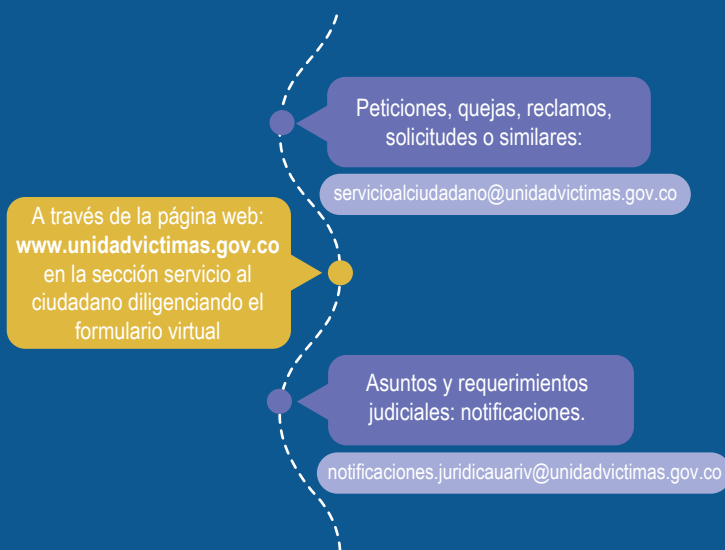 Peticiones, quejas, reclamos,
solicitudes o similares:
servicioalciudadano@unidadvictimas.gov.co
A través de la página web:
www.unidadvictimas.gov.co
en la sección servicio al
ciudadano diligenciando el
formulario virtual
Asuntos y requerimientos
judiciales: notificaciones.
notificaciones.juridicauariv@unidadvictimas.gov.co